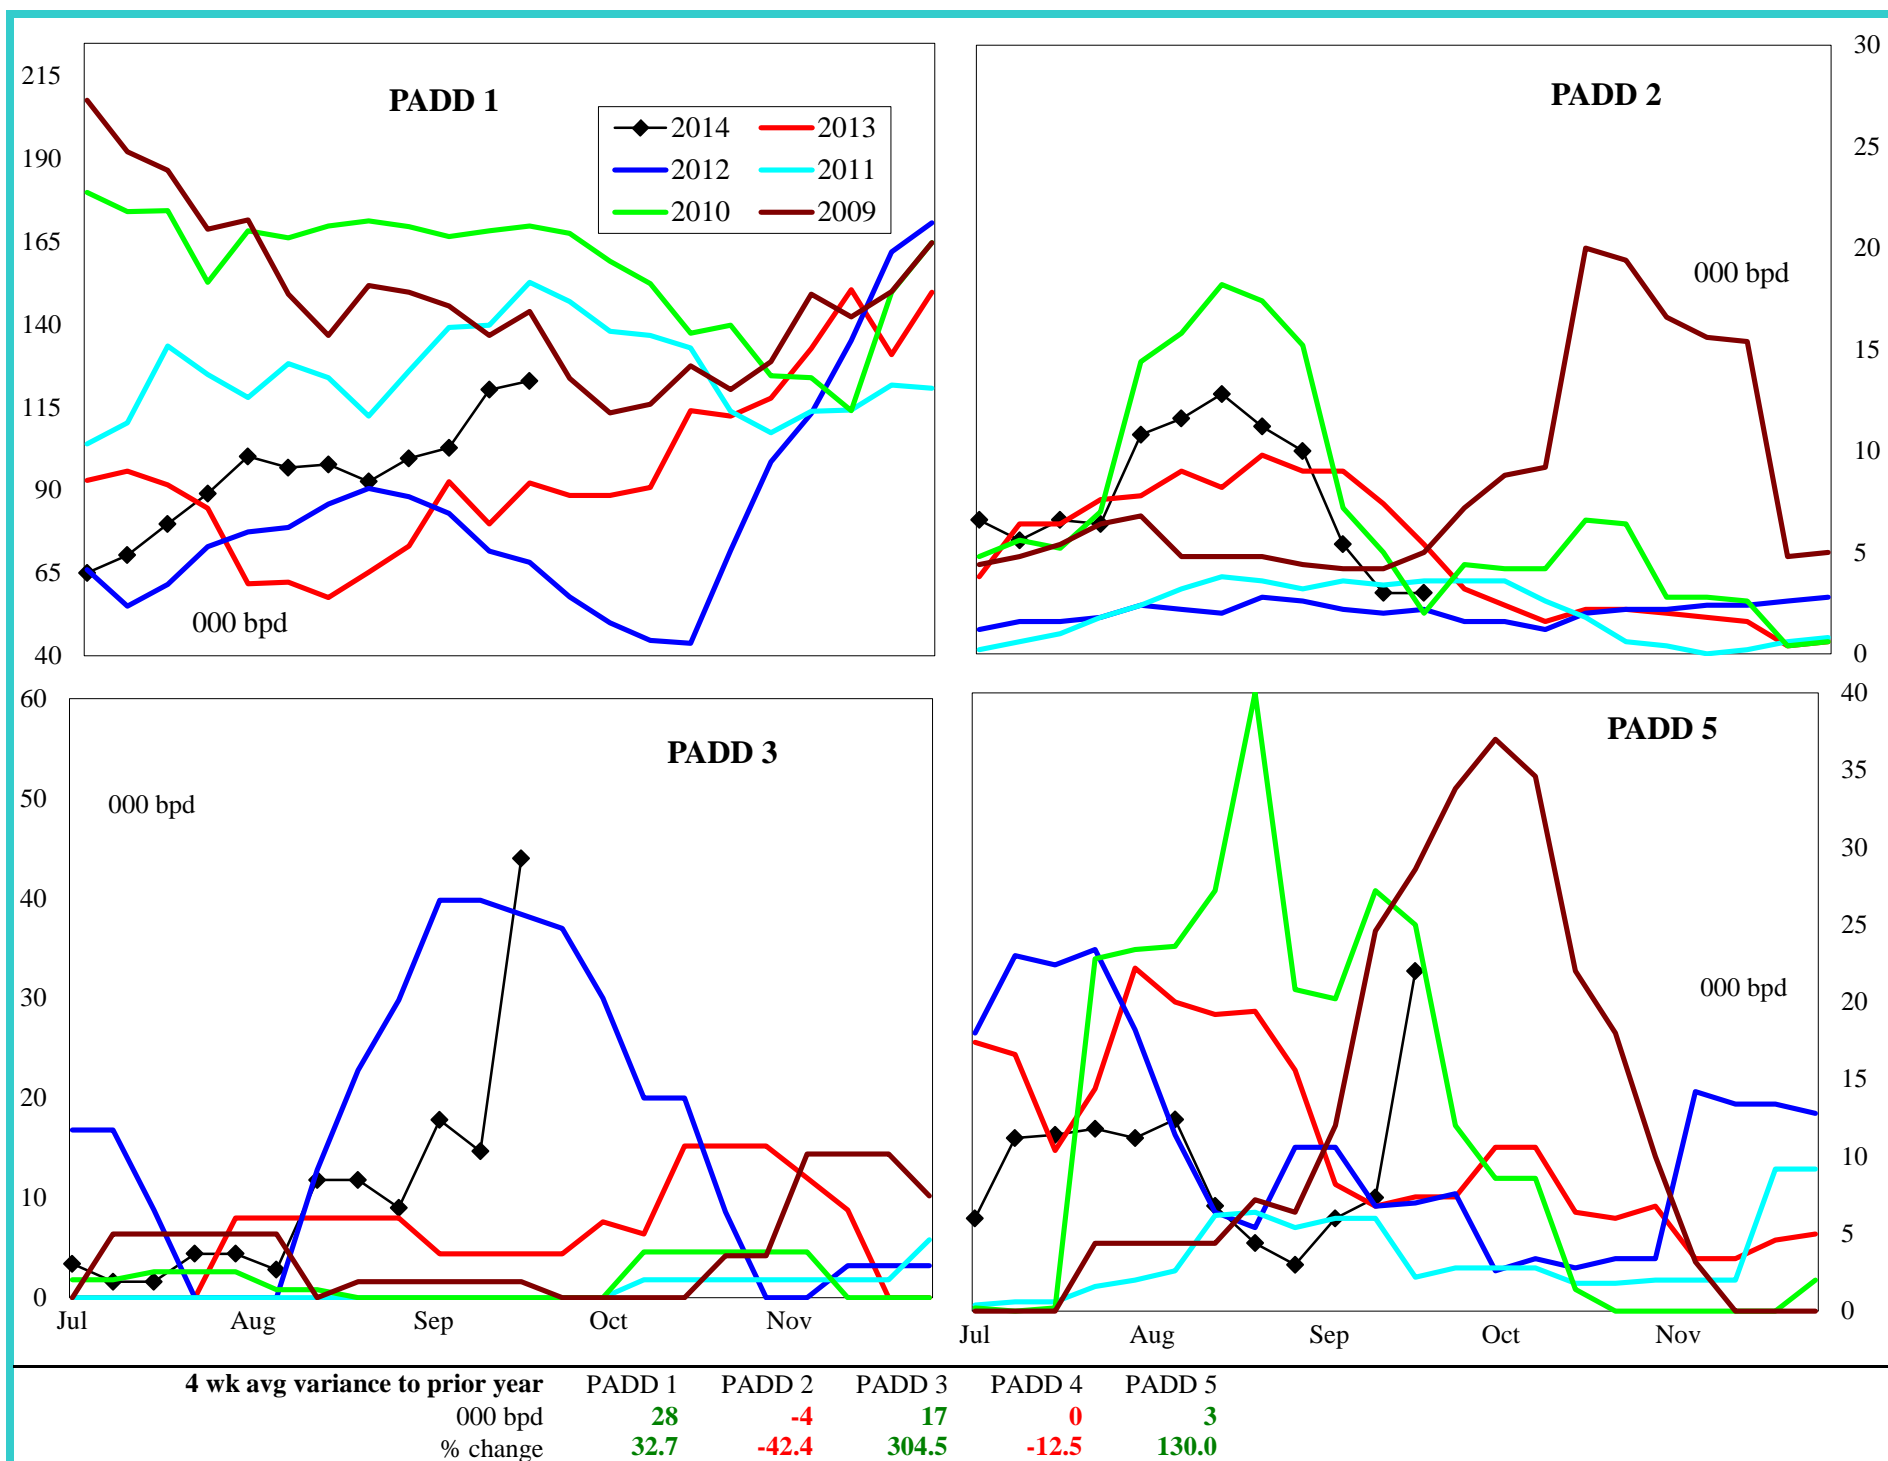 PADD 1
215
190
165
140
115
90
65
40
2014 2013
2012 2011
2010 2009
000 bpd
PADD 2
30
25
20
15
10
5
0
000 bpd
PADD 3
60
50
40
30
20
10
0
000 bpd
Jul Aug Sep Oct Nov
PADD 5
40
35
30
25
20
15
10
5
0
000 bpd
Jul Aug Sep Oct Nov
4 wk avg variance to prior year PADD 1 PADD 2 PADD 3 PADD 4 PADD 5
000 bpd 28 -4 17 0 3
% change 32.7 -42.4 304.5 -12.5 130.0